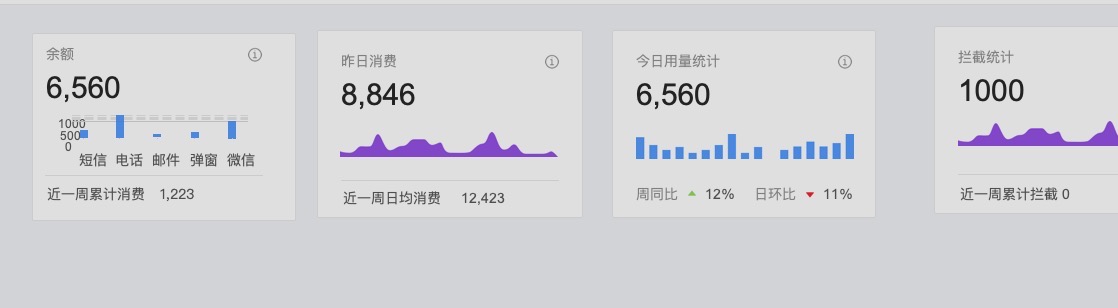 余额
6,560
1000
500
0
短信 电话 邮件 弹窗 微信
近一周累计消费 1,223
昨日消费
8,846
近一周日均消费 12,423
今日用量统计
6,560
周同比 12% 日环比 11%
拦截统计
1000
近一周累计拦截 0